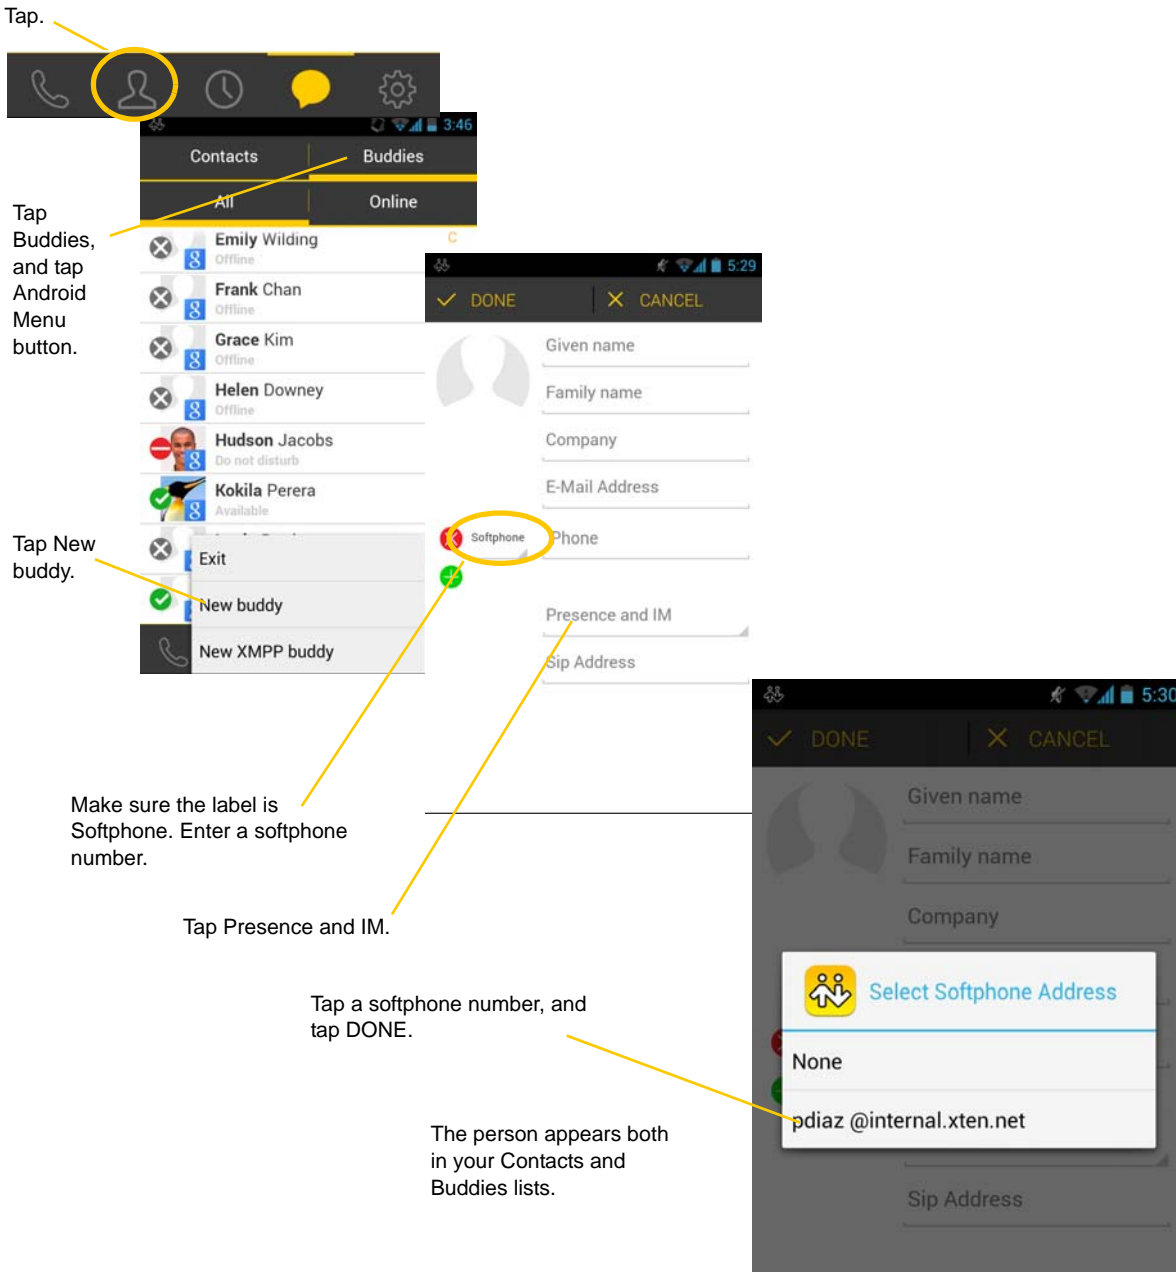 Tap.
3:46
Contacts
Buddies
All
Online
Tap
Buddies,
and tap
Android
Menu
button.
Emily Wilding
Offline
C
Frank Chan
Offline
Grace Kim
Offline
Helen Downey
Offline
Hudson Jacobs
Do not disturb
Kokila Perera
Available
Tap New
buddy.
Exit
New buddy
New XMPP buddy
5:29
DONE
CANCEL
Given name
Family name
Company
E-Mail Address
Softphone
Phone
Presence and IM
Sip Address
Make sure the label is
Softphone. Enter a softphone
number.
Tap Presence and IM.
Tap a softphone number, and
tap DONE.
The person appears both
in your Contacts and
Buddies lists.
5:30
DONE
CANCEL
Given name
Family name
Company
Select Softphone Address
None
pdiaz @internal.xten.net
Sip Address